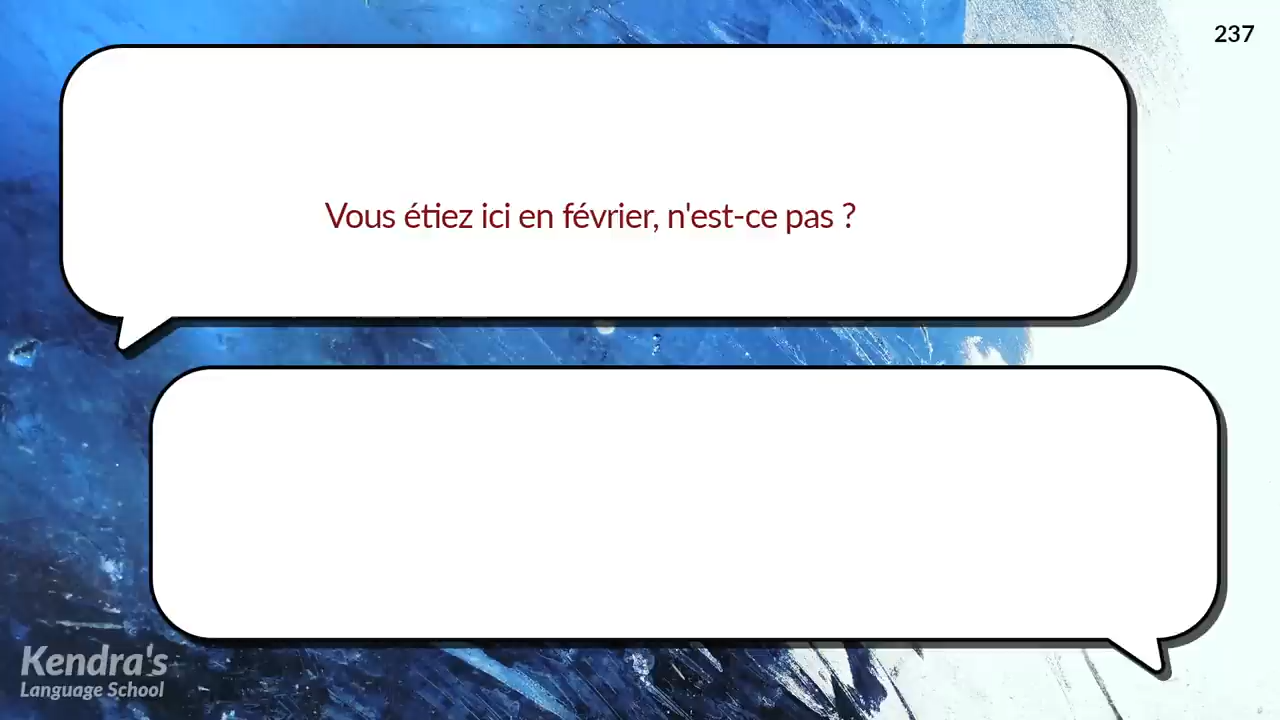 237
Vous étiez ici en février, n'est-ce pas ?
Kendra's
Language School